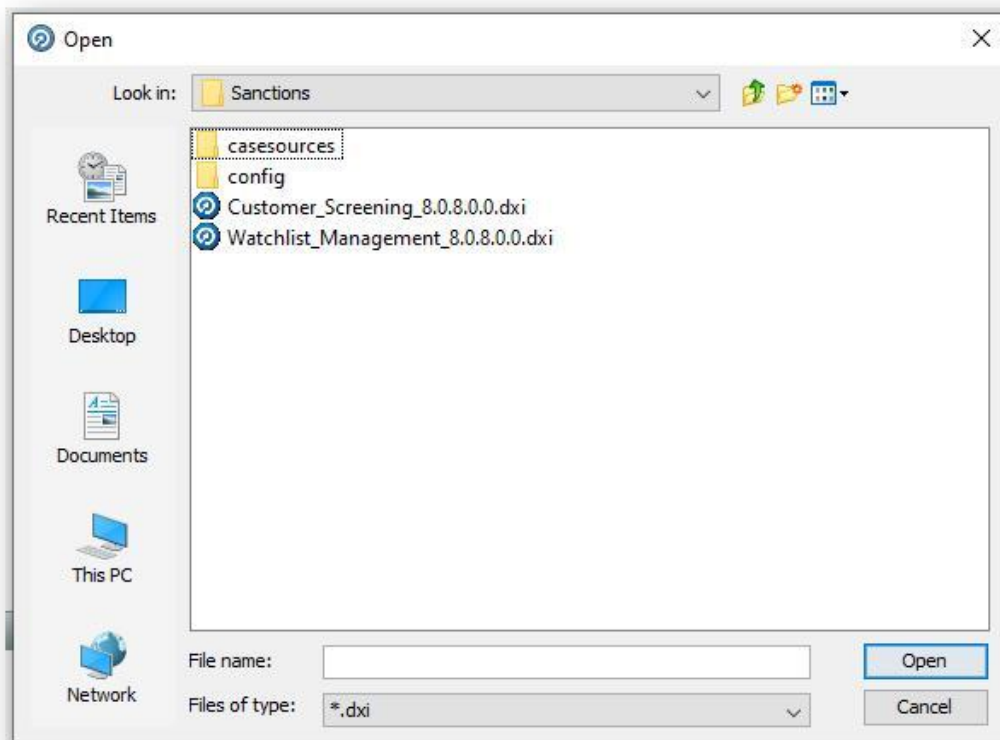 Open
Look in: Sanctions
casesources
config
Customer_Screening_8.0.8.0.0.dxi
Watchlist_Management_8.0.8.0.0.dxi
Recent Items
Desktop
Documents
This PC
Network
File name:
Open
Files of type: *.dxi
Cancel